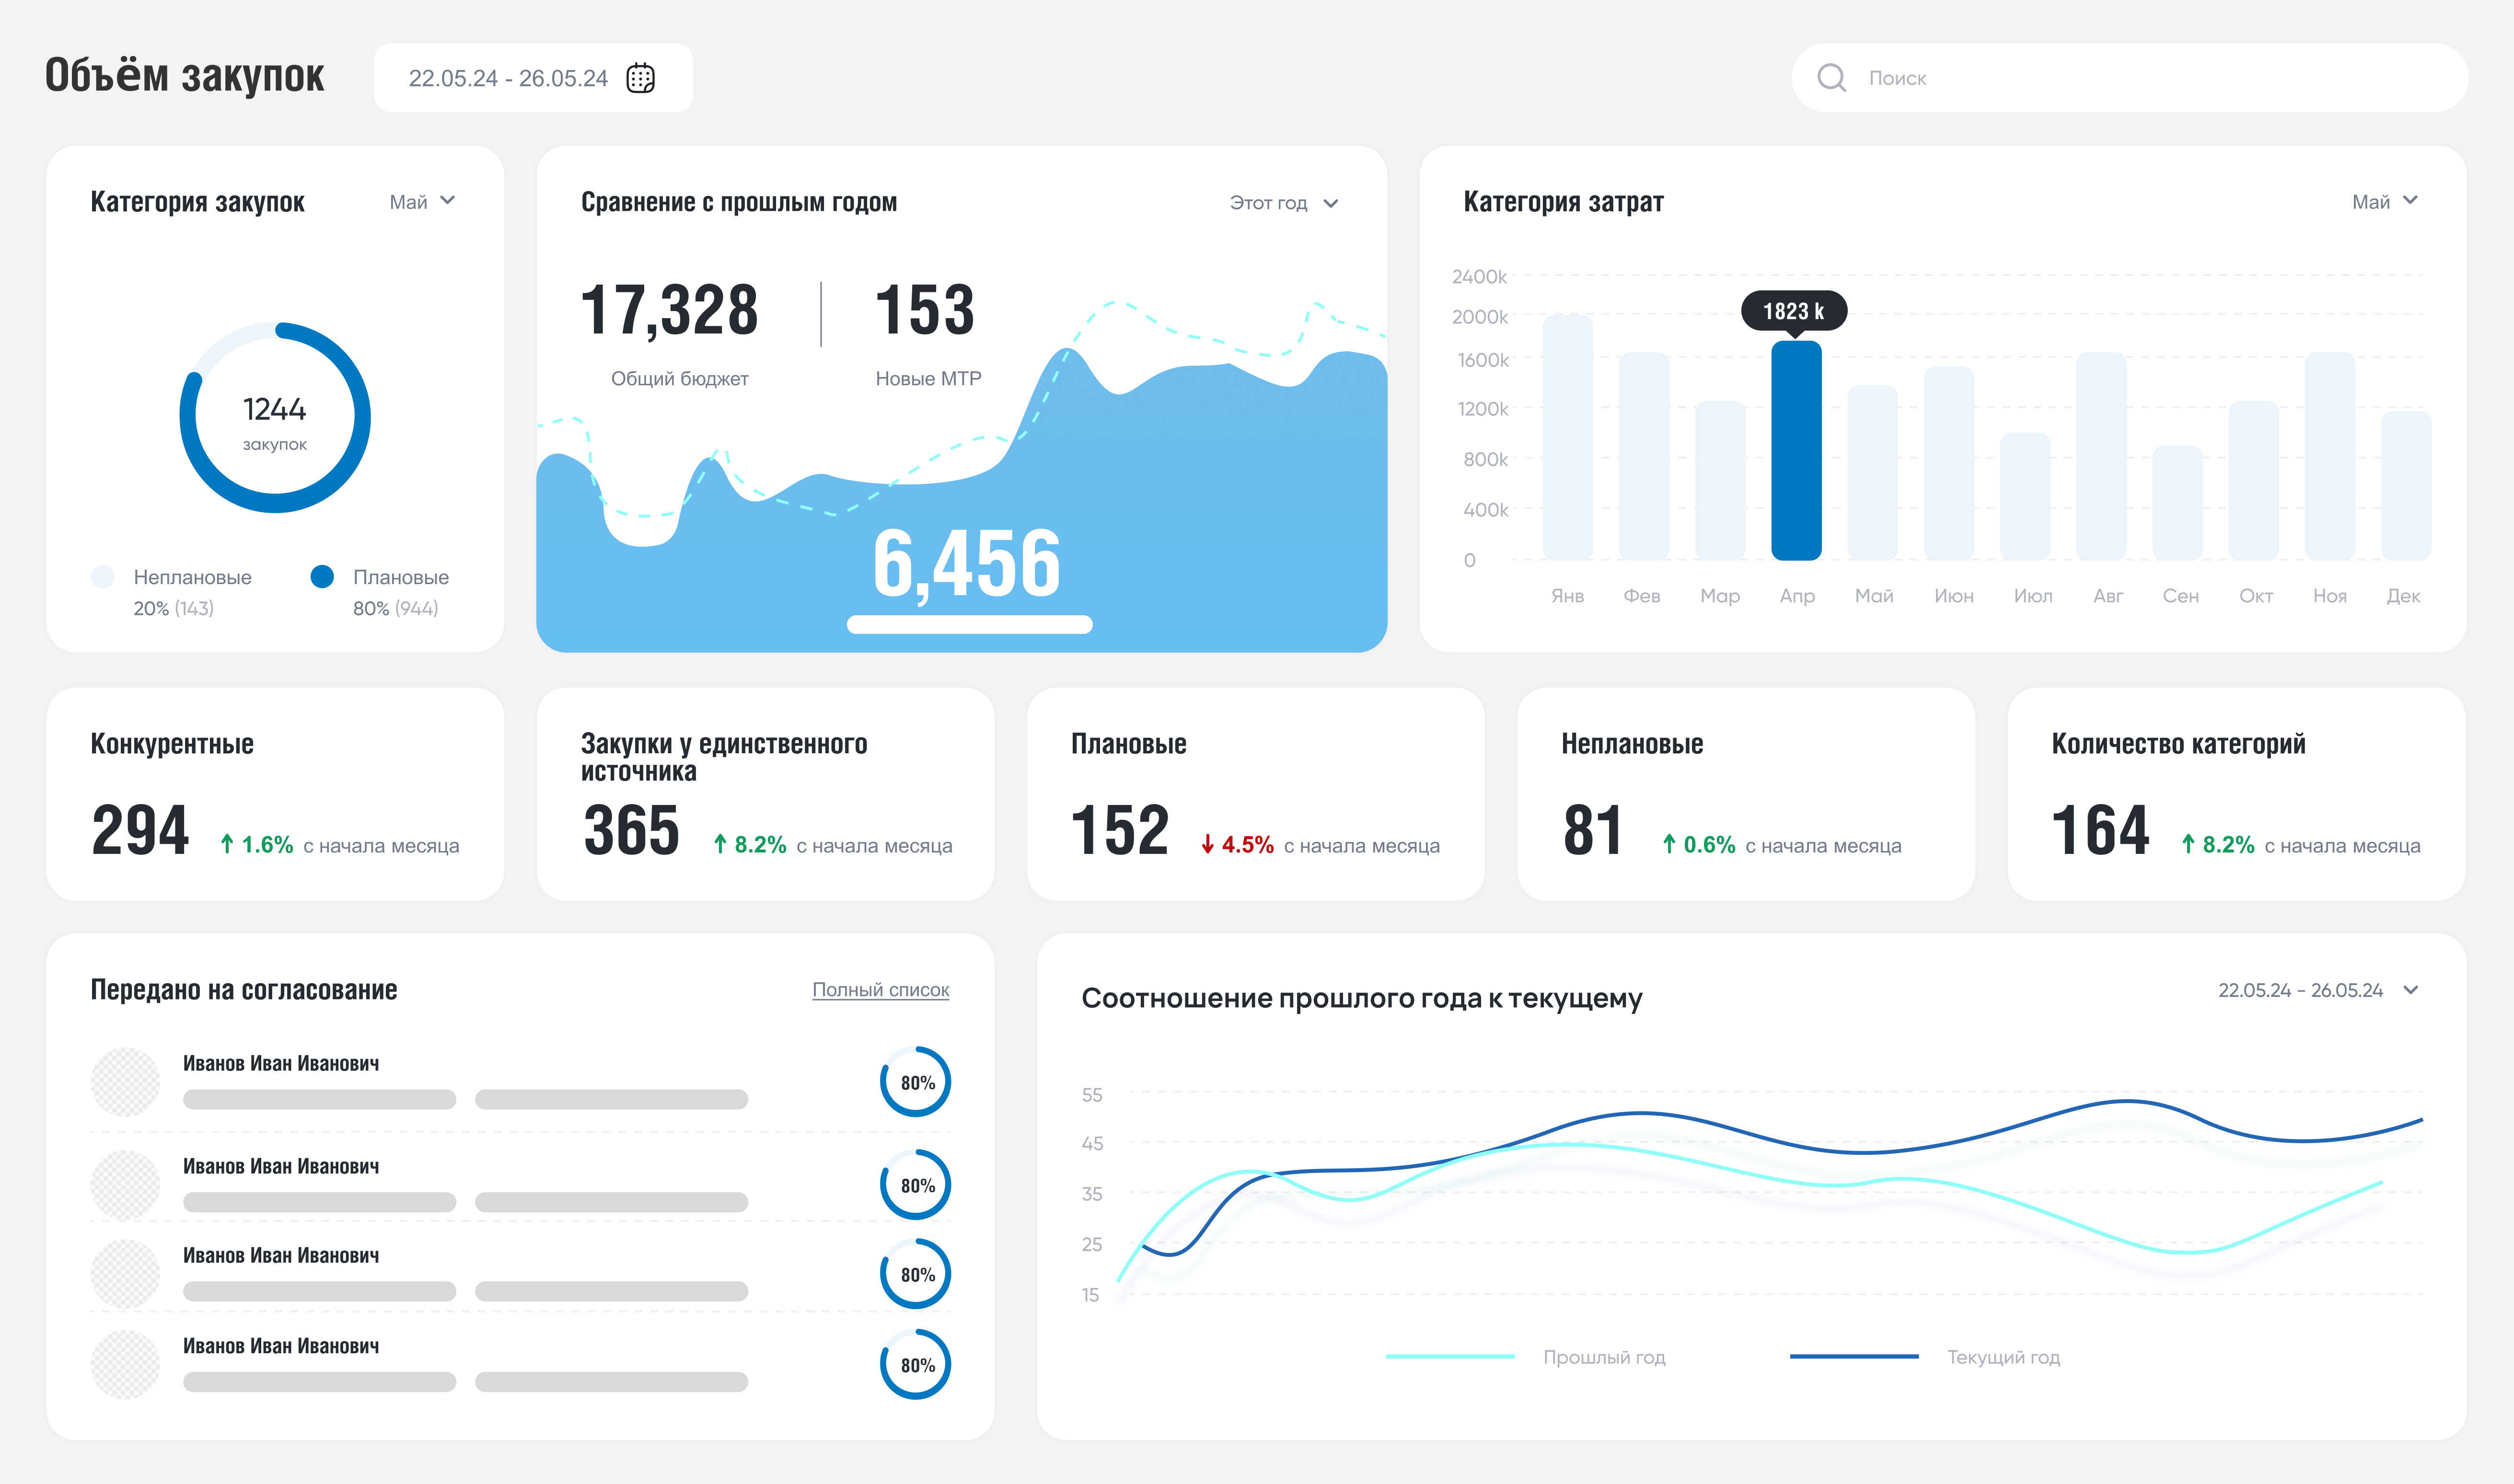 Объём закупок
22.05.24 - 26.05.24
Поиск
Категория закупок
Май
1244
закупок
Неплановые
20% (143)
Плановые
80% (944)
Сравнение с прошлым годом
Этот год
17,328
Общий бюджет
153
Новые МТР
6,456
Категория затрат
Май
2400k
2000k
1600k
1200k
800k
400k
0
1823 k
Янв Фев Мар Апр Май Июн Июл Авг Сен Окт Ноя Дек
Конкурентные
294
1.6% с начала месяца
Закупки у единственного
источника
365
8.2% с начала месяца
Плановые
152
4.5% с начала месяца
Неплановые
81
0.6% с начала месяца
Количество категорий
164
8.2% с начала месяца
Передано на согласование
Полный список
Иванов Иван Иванович
80%
Иванов Иван Иванович
80%
Иванов Иван Иванович
80%
Иванов Иван Иванович
80%
Соотношение прошлого года к текущему
22.05.24 - 26.05.24
55
45
35
25
15
Прошлый год
Текущий год